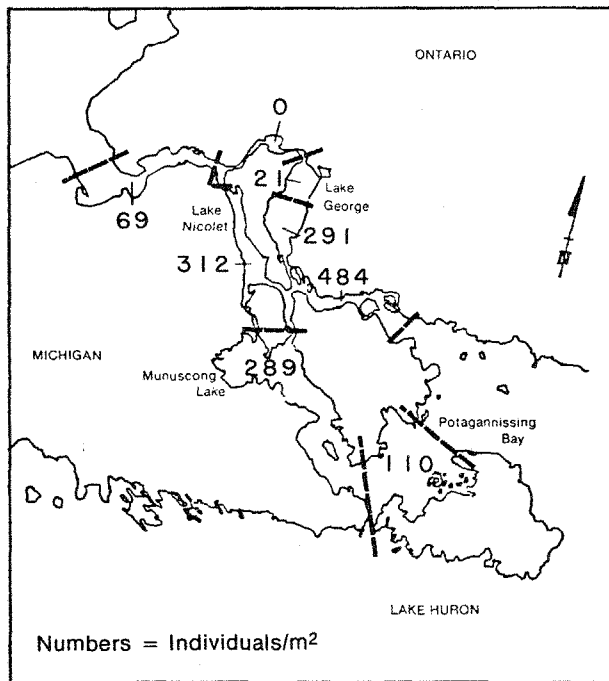 ONTARIO
0
21
Lake
George
69
Lake
Nicolet
291
312
484
N
MICHIGAN
289
Munuscong
Lake
Potagannissing
Bay
110
LAKE HURON
Numbers = Individuals/m²